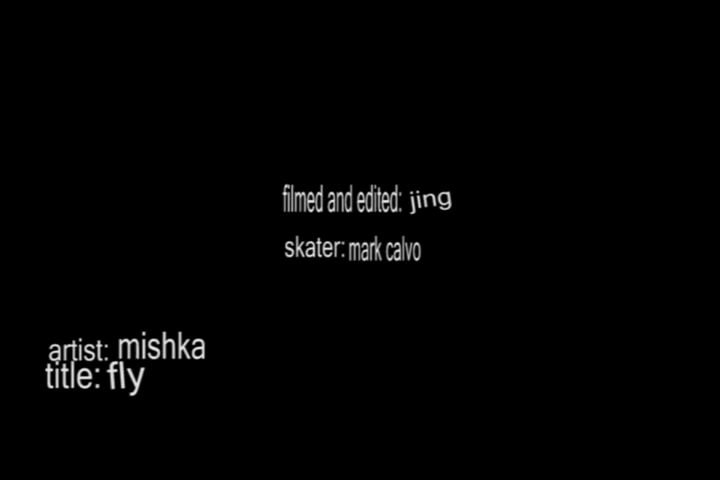 filmed and edited: jing
skater: mark calvo
artist: mishka
title: fly